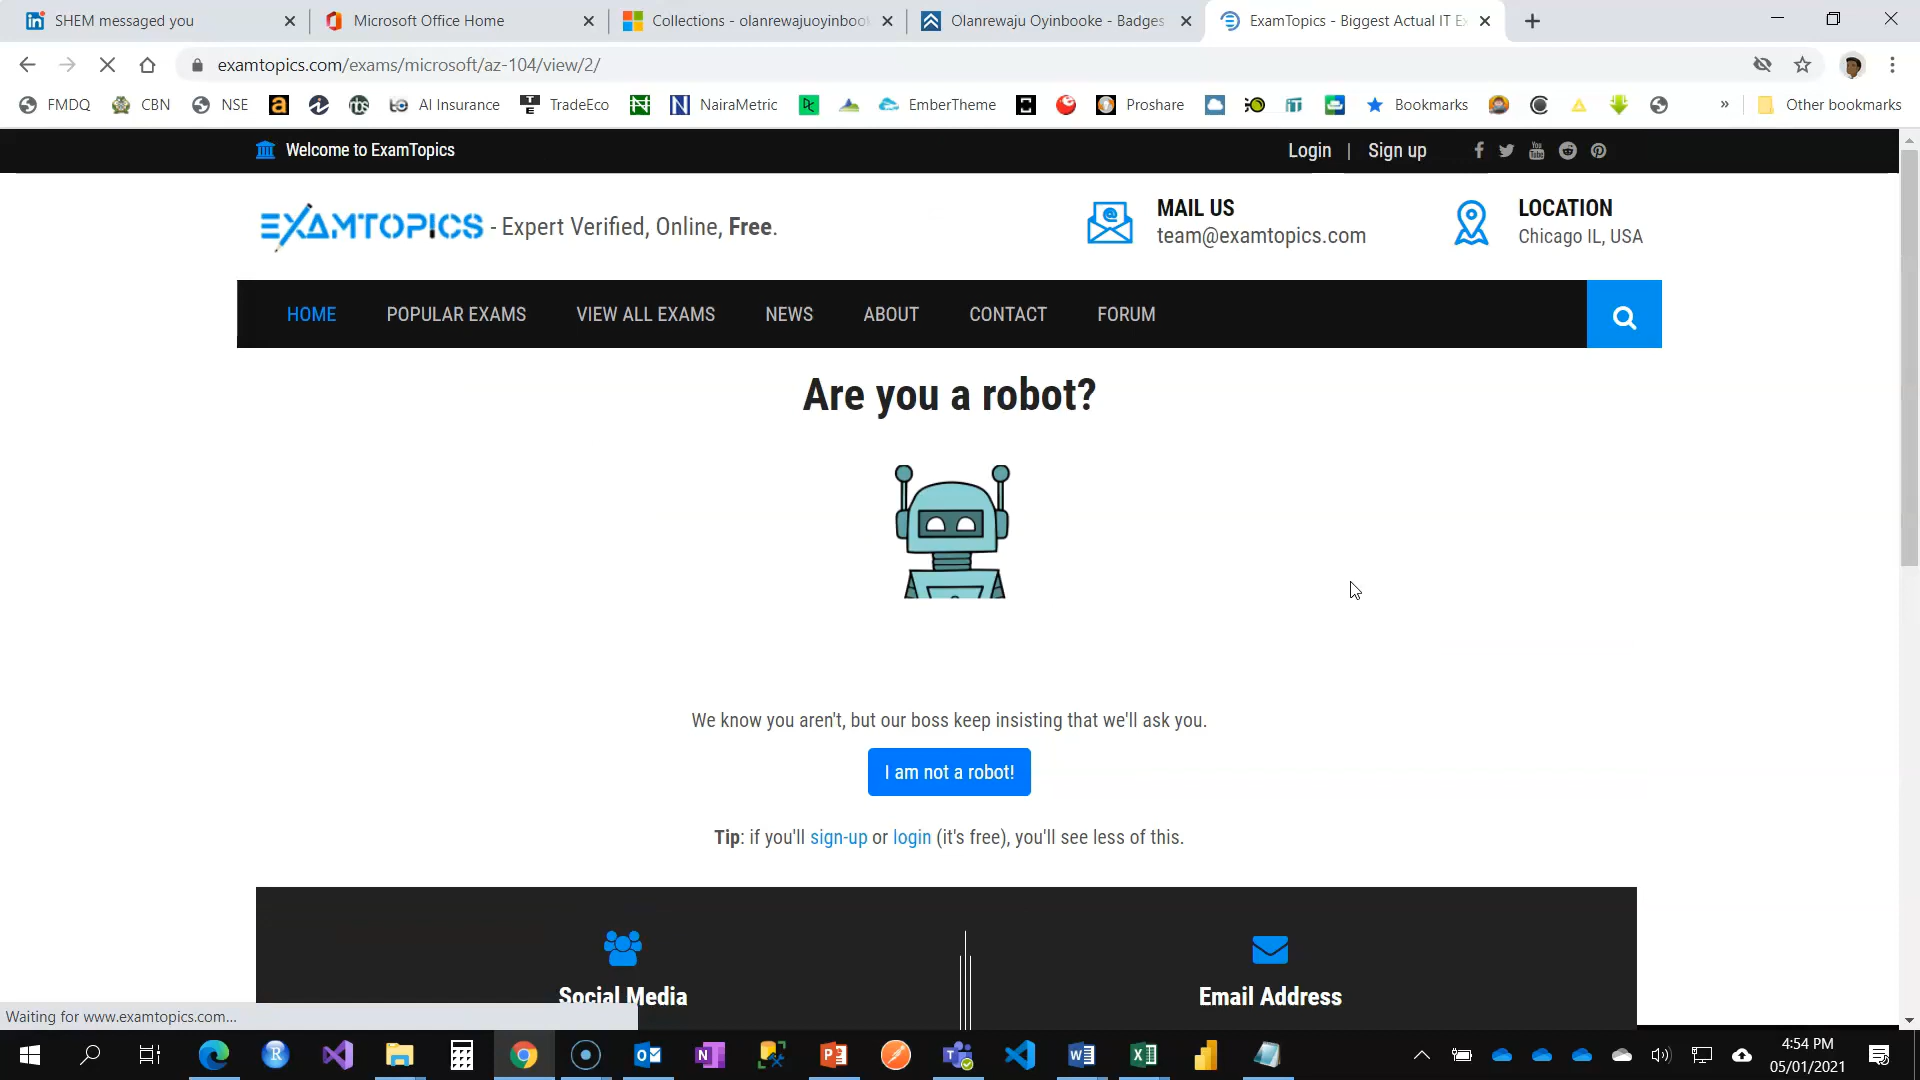 SHEM messaged you
Microsoft Office Home
Collections - olanrewajuoyinboo
Olanrewaju Oyinbooke - Badges
ExamTopics - Biggest Actual IT Ex
examtopics.com/exams/microsoft/az-104/view/2/
FMDQ
CBN
NSE
AI Insurance
TradeEco
NairaMetric
EmberTheme
Proshare
Bookmarks
»
Other bookmarks
Welcome to ExamTopics
Login | Sign up
EXAMTOPICS - Expert Verified, Online, Free.
MAIL US
team@examtopics.com
LOCATION
Chicago IL, USA
HOME
POPULAR EXAMS
VIEW ALL EXAMS
NEWS
ABOUT
CONTACT
FORUM
Are you a robot?
We know you aren't, but our boss keep insisting that we'll ask you.
I am not a robot!
Tip: if you'll sign-up or login (it's free), you'll see less of this.
Social Media
Email Address
Waiting for www.examtopics.com...
4:54 PM
05/01/2021